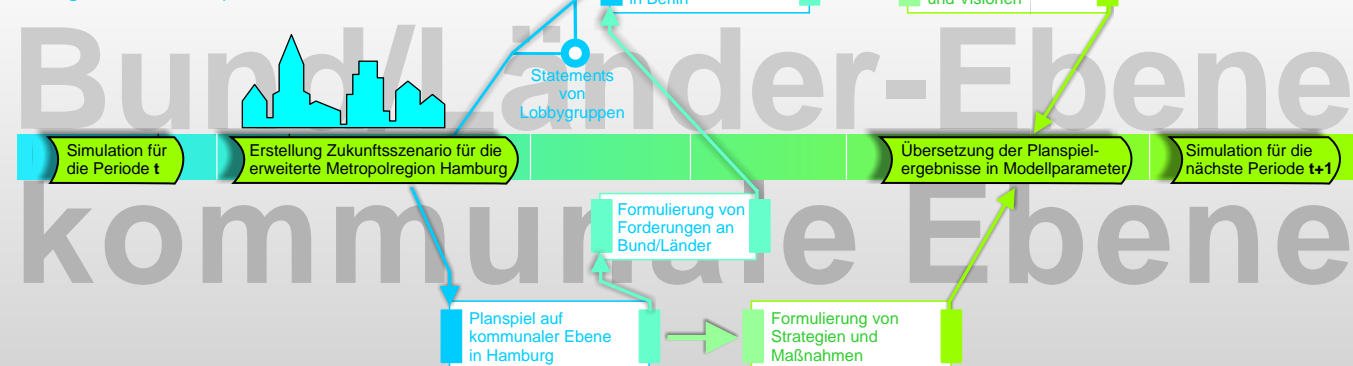 in Berlin
und Visionen
Bund/Länder-Ebene
Statements
von
Lobbygruppen
Simulation für
die Periode t
Erstellung Zukunftsszenario für die
erweiterte Metropolregion Hamburg
Übersetzung der Planspiel-
ergebnisse in Modellparameter
Simulation für die
nächste Periode t+1
kommunale Ebene
Formulierung von
Forderungen an
Bund/Länder
Planspiel auf
kommunaler Ebene
in Hamburg
Formulierung von
Strategien und
Maßnahmen